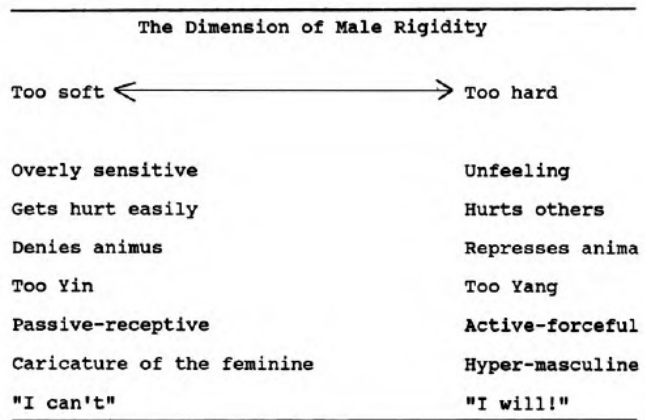 The Dimension of Male Rigidity
Too soft Too hard
Overly sensitive Unfeeling
Gets hurt easily Hurts others
Denies animus Represses anima
Too Yin Too Yang
Passive-receptive Active-forceful
Caricature of the feminine Hyper-masculine
"I can't" "I will!"